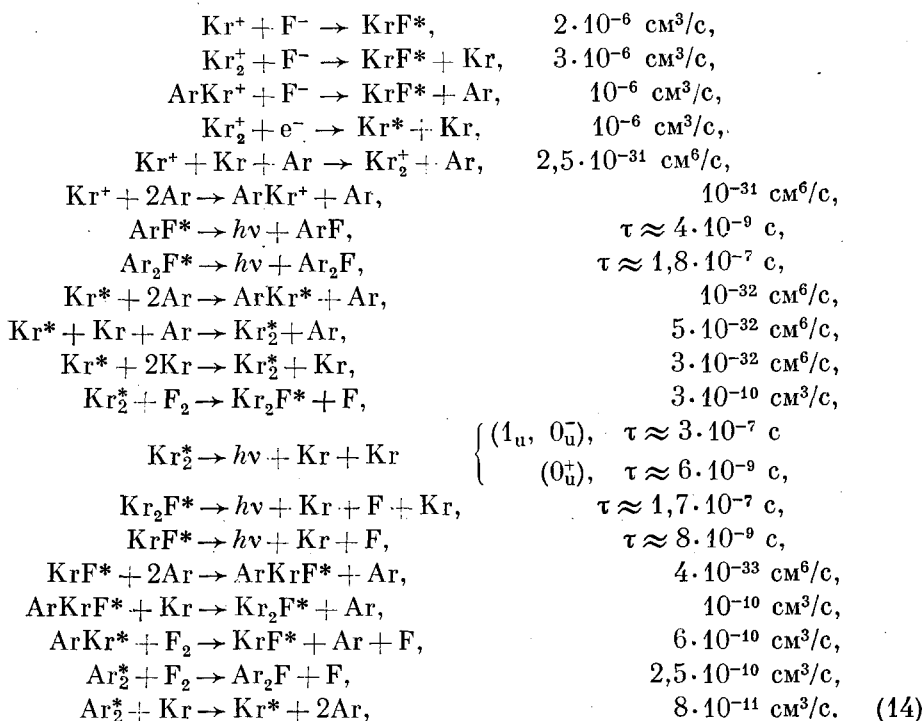 Kr⁺ + F⁻ → KrF*, 2·10⁻⁶ см³/с,
Kr₂⁺ + F⁻ → KrF* + Kr, 3·10⁻⁶ см³/с,
ArKr⁺ + F⁻ → KrF* + Ar, 10⁻⁶ см³/с,
Kr₂⁺ + e⁻ → Kr* + Kr, 10⁻⁶ см³/с,
Kr⁺ + Kr + Ar → Kr₂⁺ + Ar, 2,5·10⁻³¹ см⁶/с,
Kr⁺ + 2Ar → ArKr⁺ + Ar, 10⁻³¹ см⁶/с,
ArF* → hν + ArF, τ ≈ 4·10⁻⁹ с,
Ar₂F* → hν + Ar₂F, τ ≈ 1,8·10⁻⁷ с,
Kr* + 2Ar → ArKr* + Ar, 10⁻³² см⁶/с,
Kr* + Kr + Ar → Kr₂* + Ar, 5·10⁻³² см⁶/с,
Kr* + 2Kr → Kr₂* + Kr, 3·10⁻³² см⁶/с,
Kr₂* + F₂ → Kr₂F* + F, 3·10⁻¹⁰ см³/с,
Kr₂* → hν + Kr + Kr { (1ᵤ, 0ᵤ⁻), τ ≈ 3·10⁻⁷ с
(0ᵤ⁺), τ ≈ 6·10⁻⁹ с,
Kr₂F* → hν + Kr + F + Kr, τ ≈ 1,7·10⁻⁷ с,
KrF* → hν + Kr + F, τ ≈ 8·10⁻⁹ с,
KrF* + 2Ar → ArKrF* + Ar, 4·10⁻³³ см⁶/с,
ArKrF* + Kr → Kr₂F* + Ar, 10⁻¹⁰ см³/с,
ArKr* + F₂ → KrF* + Ar + F, 6·10⁻¹⁰ см³/с,
Ar₂* + F₂ → Ar₂F + F, 2,5·10⁻¹⁰ см³/с,
Ar₂* + Kr → Kr* + 2Ar, 8·10⁻¹¹ см³/с. (14)